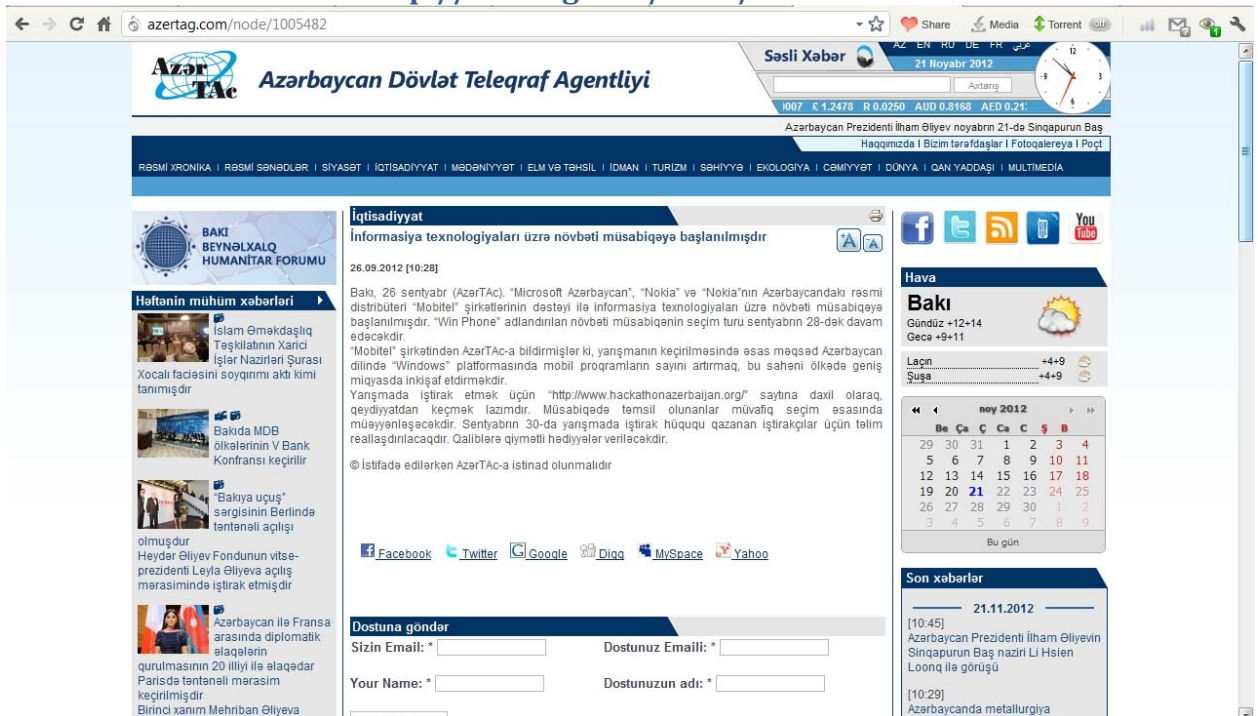 azertag.com/node/1005482
Share Media Torrent
Azər
TAc
Azərbaycan Dövlət Teleqraf Agentliyi
Səsli Xəbər
AZ EN RU DE FR عربي
21 Noyabr 2012
Axtarış
£ 1.2478 R 0.0250 AUD 0.8168 AED 0.21
Azərbaycan Prezidenti İlham Əliyev noyabrın 21-də Sinqapurun Baş
Haqqımızda I Bizim tərəfdaşlar I Fotoqalereya I Poçt
RƏSMİ XRONİKA I RƏSMİ SƏNƏDLƏR I SİYASƏT I İQTİSADİYYAT I MƏDƏNİYYƏT I ELM VƏ TƏHSİL I İDMAN I TURİZM I SƏHİYYƏ I EKOLOGİYA I CƏMİYYƏT I DÜNYA I QAN YADDAŞI I MULTİMEDİA
BAKI
BEYNƏLXALQ
HUMANİTAR FORUMU
Həftənin mühüm xəbərləri
İslam Əməkdaşlıq
Təşkilatının Xarici
İşlər Nazirləri Şurası
Xocalı faciəsini soyqırımı aktı kimi
tanımışdır
Bakıda MDB
ölkələrinin V Bank
Konfransı keçirilir
“Bakıya uçuş”
sərgisinin Berlində
təntənəli açılışı
olmuşdur
Heydər Əliyev Fondunun vitse-
prezidenti Leyla Əliyeva açılış
mərasimində iştirak etmişdir
Azərbaycan ilə Fransa
arasında diplomatik
əlaqələrin
qurulmasının 20 illiyi ilə əlaqədar
Parisdə təntənəli mərasim
keçirilmişdir
Birinci xanım Mehriban Əliyeva
İqtisadiyyat
İnformasiya texnologiyaları üzrə növbəti müsabiqəyə başlanılmışdır
+A -A
26.09.2012 [10:28]
Bakı, 26 sentyabr (AzərTAc). “Microsoft Azərbaycan”, “Nokia” və “Nokia”nın Azərbaycandakı rəsmi
distribüteri “Mobitel” şirkətlərinin dəstəyi ilə informasiya texnologiyaları üzrə növbəti müsabiqəyə
başlanılmışdır. “Win Phone” adlandırılan növbəti müsabiqənin seçim turu sentyabrın 28-dək davam
edəcəkdir.
“Mobitel” şirkətindən AzərTAc-a bildirmişlər ki, yarışmanın keçirilməsində əsas məqsəd Azərbaycan
dilində “Windows” platformasında mobil proqramların sayını artırmaq, bu sahəni ölkədə geniş
miqyasda inkişaf etdirməkdir.
Yarışmada iştirak etmək üçün “http://www.hackathonazerbaijan.org/” saytına daxil olaraq,
qeydiyyatdan keçmək lazımdır. Müsabiqədə təmsil olunanlar müvafiq seçim əsasında
müəyyənləşəcəkdir. Sentyabrın 30-da yarışmada iştirak hüququ qazanan iştirakçılar üçün təlim
reallaşdırılacaqdır. Qaliblərə qiymətli hədiyyələr veriləcəkdir.
© İstifadə edilərkən AzərTAc-a istinad olunmalıdır
Facebook Twitter Google Digg MySpace Yahoo
Dostuna göndər
Sizin Email: * Dostunuz Emaili: *
Your Name: * Dostunuzun adı: *
You
Tube
Hava
Bakı
Gündüz +12+14
Gecə +9+11
Laçın +4+9
Şuşa +4+9
noy 2012
Be Ça Ç Ca C Ş B
29 30 31 1 2 3 4
5 6 7 8 9 10 11
12 13 14 15 16 17 18
19 20 21 22 23 24 25
26 27 28 29 30 1 2
3 4 5 6 7 8 9
Bu gün
Son xəbərlər
21.11.2012
[10:45]
Azərbaycan Prezidenti İlham Əliyevin
Sinqapurun Baş naziri Li Hsien
Loonq ilə görüşü
[10:29]
Azərbaycanda metallurgiya